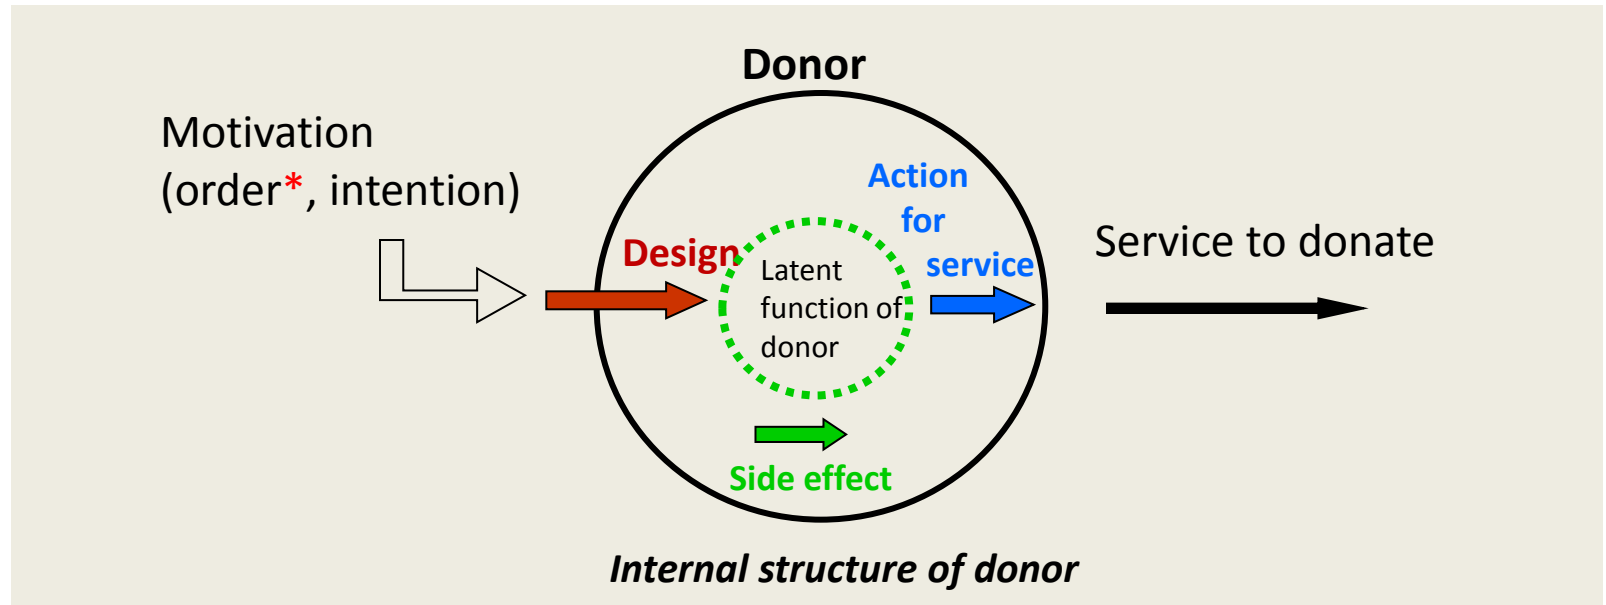 Donor
Motivation
(order*, intention)
Design
Latent
function of
donor
Action
for
service
Service to donate
Side effect
Internal structure of donor